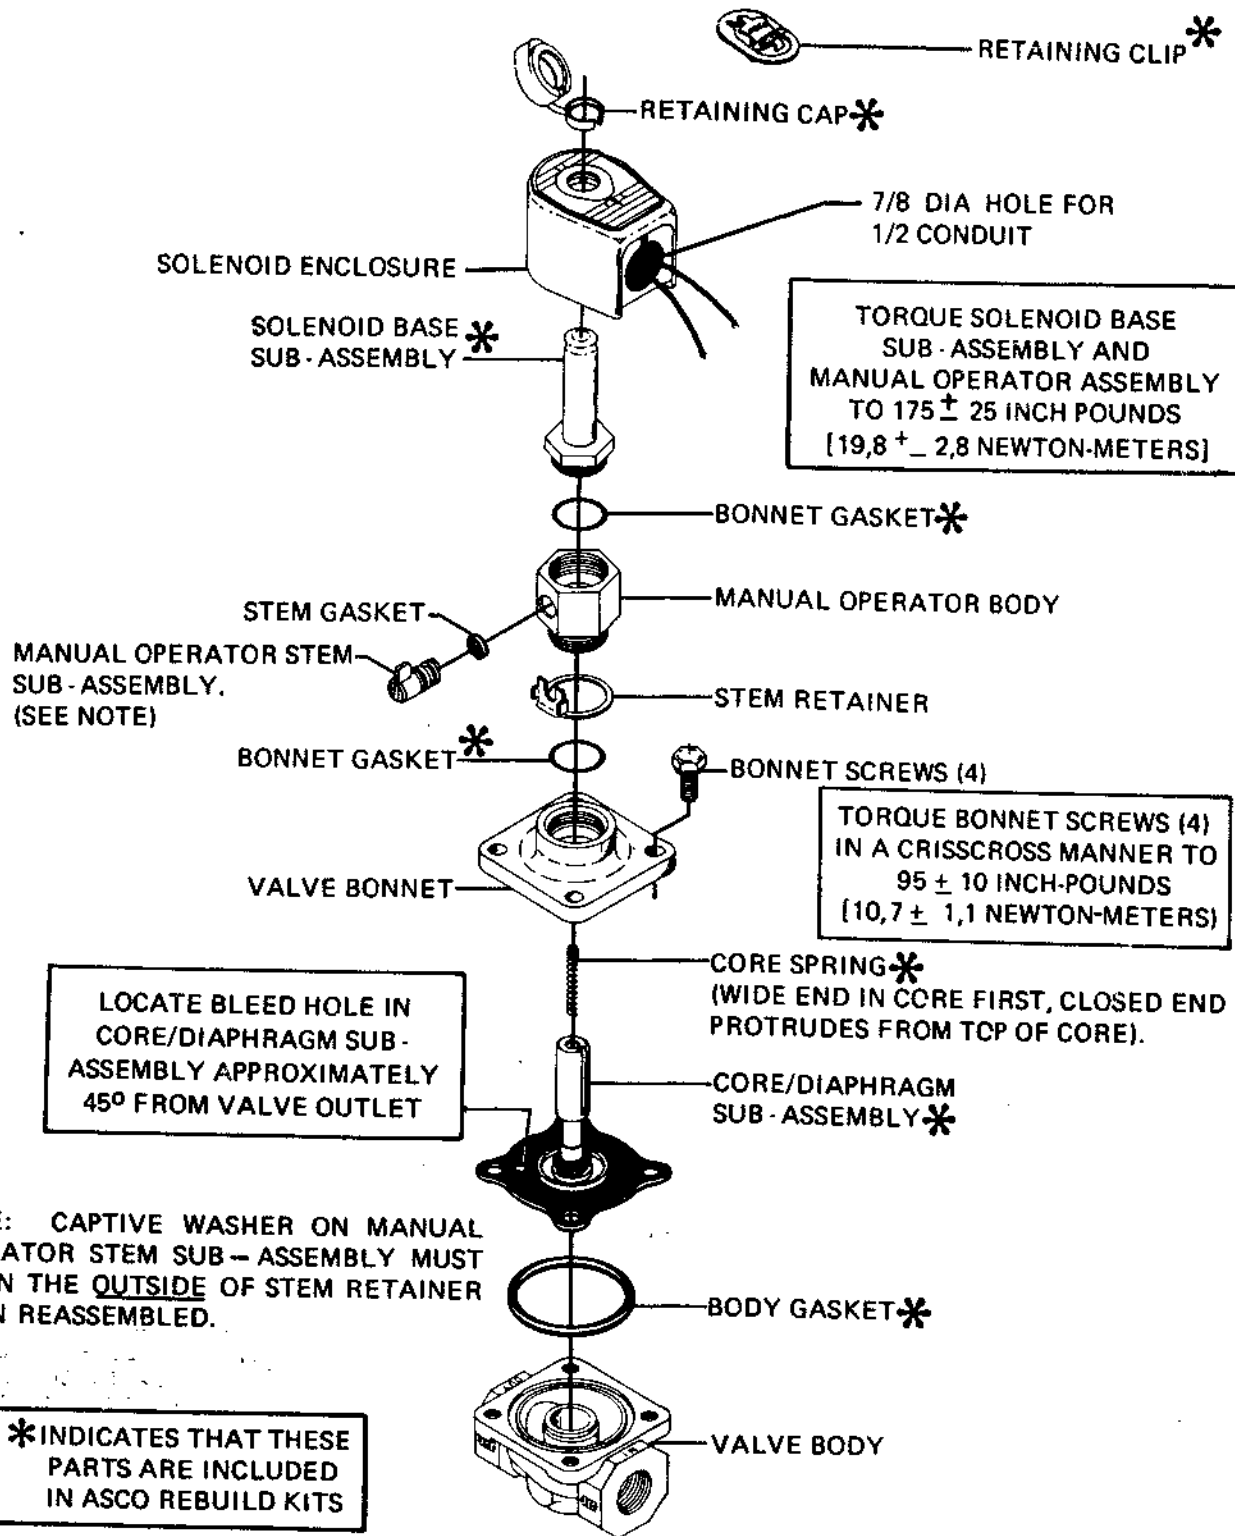 RETAINING CLIP*
RETAINING CAP*
7/8 DIA HOLE FOR
1/2 CONDUIT
SOLENOID ENCLOSURE
SOLENOID BASE *
SUB-ASSEMBLY
TORQUE SOLENOID BASE
SUB-ASSEMBLY AND
MANUAL OPERATOR ASSEMBLY
TO 175 ± 25 INCH POUNDS
[19,8 +_ 2,8 NEWTON-METERS]
BONNET GASKET*
MANUAL OPERATOR BODY
STEM GASKET
MANUAL OPERATOR STEM
SUB-ASSEMBLY.
(SEE NOTE)
STEM RETAINER
BONNET GASKET*
BONNET SCREWS (4)
TORQUE BONNET SCREWS (4)
IN A CRISSCROSS MANNER TO
95 ± 10 INCH-POUNDS
[10,7 ± 1,1 NEWTON-METERS)
VALVE BONNET
CORE SPRING*
(WIDE END IN CORE FIRST, CLOSED END
PROTRUDES FROM TOP OF CORE).
LOCATE BLEED HOLE IN
CORE/DIAPHRAGM SUB-
ASSEMBLY APPROXIMATELY
45º FROM VALVE OUTLET
CORE/DIAPHRAGM
SUB-ASSEMBLY*
E: CAPTIVE WASHER ON MANUAL
ATOR STEM SUB-ASSEMBLY MUST
N THE OUTSIDE OF STEM RETAINER
N REASSEMBLED.
BODY GASKET*
VALVE BODY
*INDICATES THAT THESE
PARTS ARE INCLUDED
IN ASCO REBUILD KITS